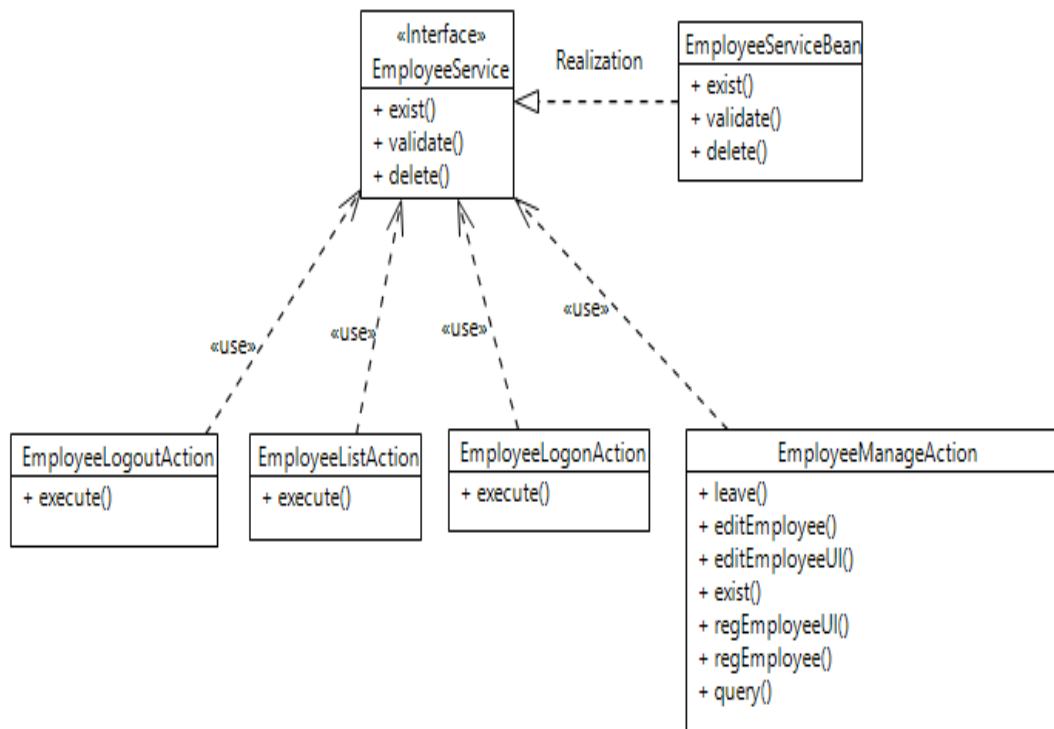 «Interface»
EmployeeService
+ exist()
+ validate()
+ delete()
Realization
EmployeeServiceBean
+ exist()
+ validate()
+ delete()
«use»
«use»
«use»
«use»
EmployeeLogoutAction
+ execute()
EmployeeListAction
+ execute()
EmployeeLogonAction
+ execute()
EmployeeManageAction
+ leave()
+ editEmployee()
+ editEmployeeUI()
+ exist()
+ regEmployeeUI()
+ regEmployee()
+ query()